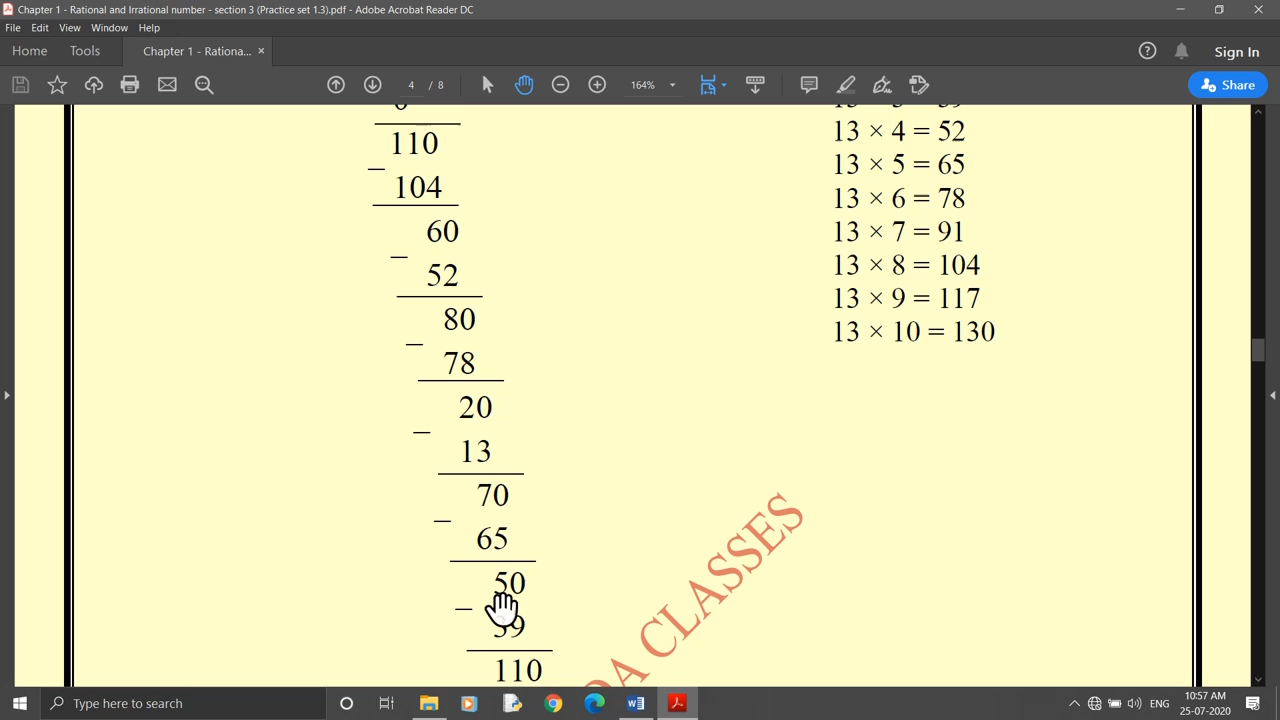 Chapter 1 - Rational and Irrational number - section 3 (Practice set 1.3).pdf - Adobe Acrobat Reader DC
File Edit View Window Help
Home Tools Chapter 1 - Rationa... × Sign In
4 / 8 164% Share
110
− 104
60
− 52
80
− 78
20
− 13
70
− 65
50
− 39
110
13 × 4 = 52
13 × 5 = 65
13 × 6 = 78
13 × 7 = 91
13 × 8 = 104
13 × 9 = 117
13 × 10 = 130
CLASSES
Type here to search
ENG
10:57 AM
25-07-2020